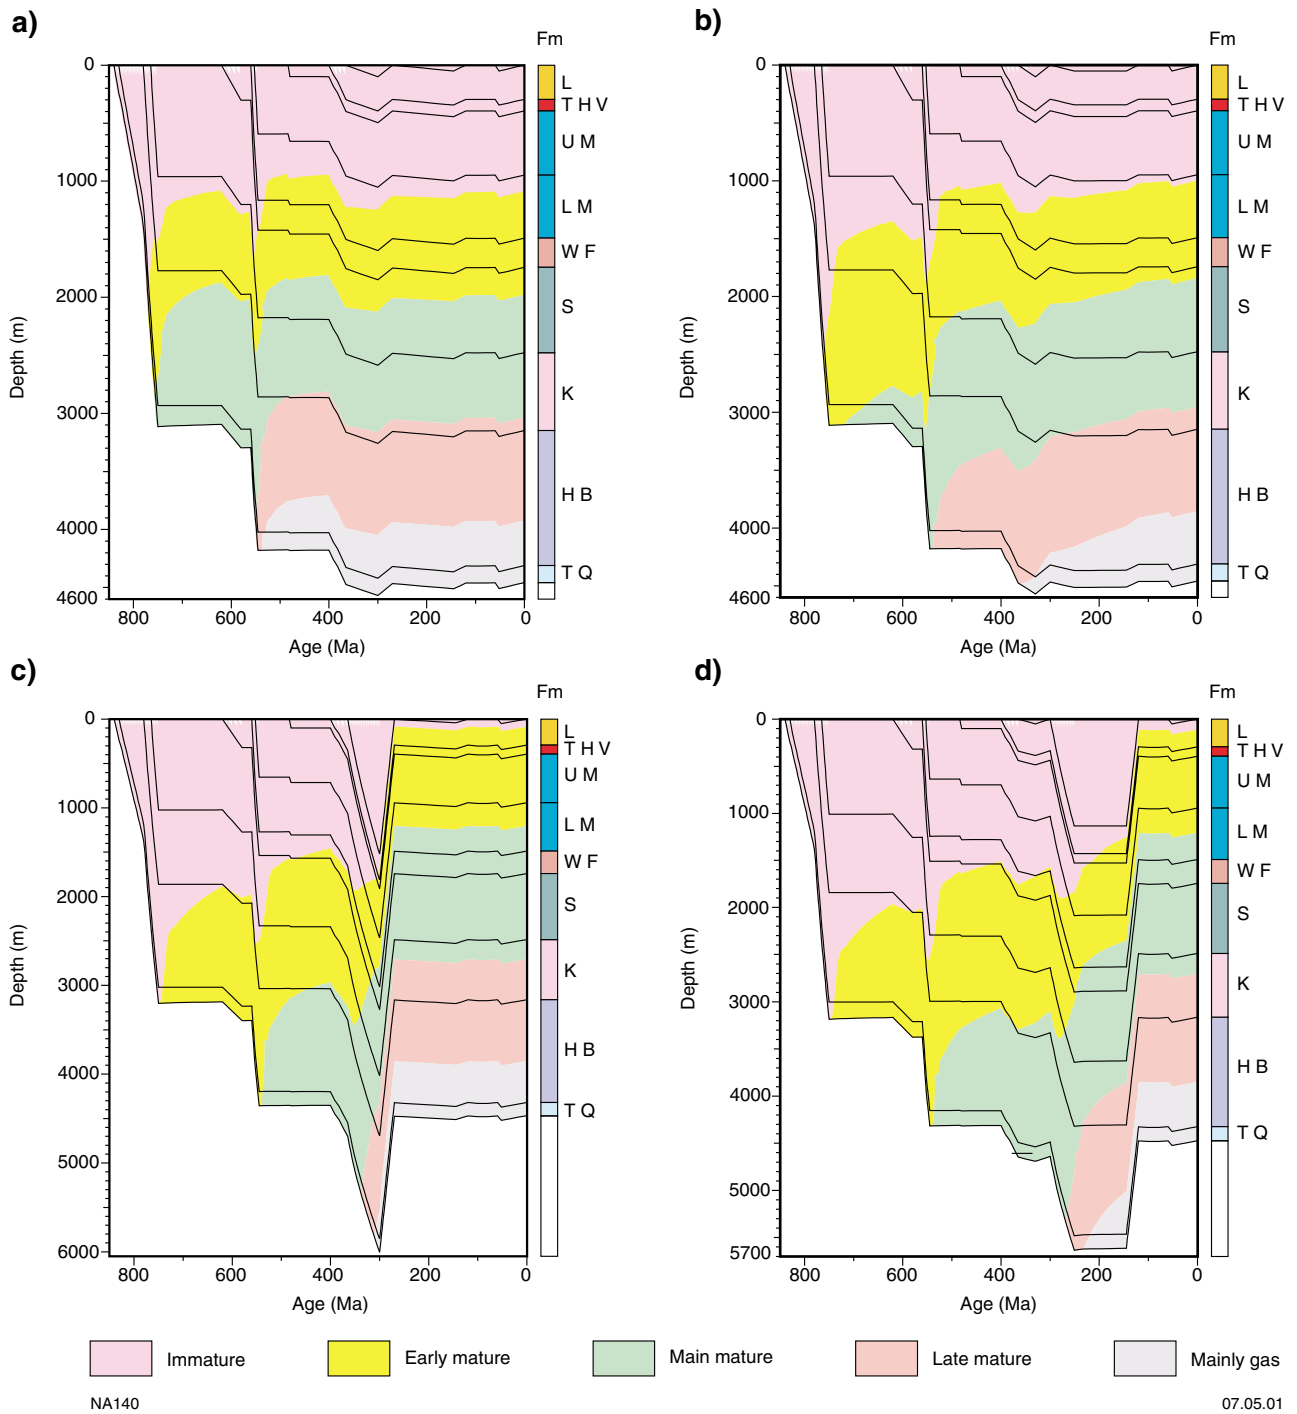 a)
Fm
0
1000
2000
3000
4000
4600
Depth (m)
800
600
400
200
0
Age (Ma)
L
T H V
U M
L M
W F
S
K
H B
T Q
b)
Fm
0
1000
2000
3000
4000
4600
Depth (m)
800
600
400
200
0
Age (Ma)
L
T H V
U M
L M
W F
S
K
H B
T Q
c)
Fm
0
1000
2000
3000
4000
5000
6000
Depth (m)
800
600
400
200
0
Age (Ma)
L
T H V
U M
L M
W F
S
K
H B
T Q
d)
Fm
0
1000
2000
3000
4000
5000
5700
Depth (m)
800
600
400
200
0
Age (Ma)
L
T H V
U M
L M
W F
S
K
H B
T Q
Immature
Early mature
Main mature
Late mature
Mainly gas
NA140
07.05.01